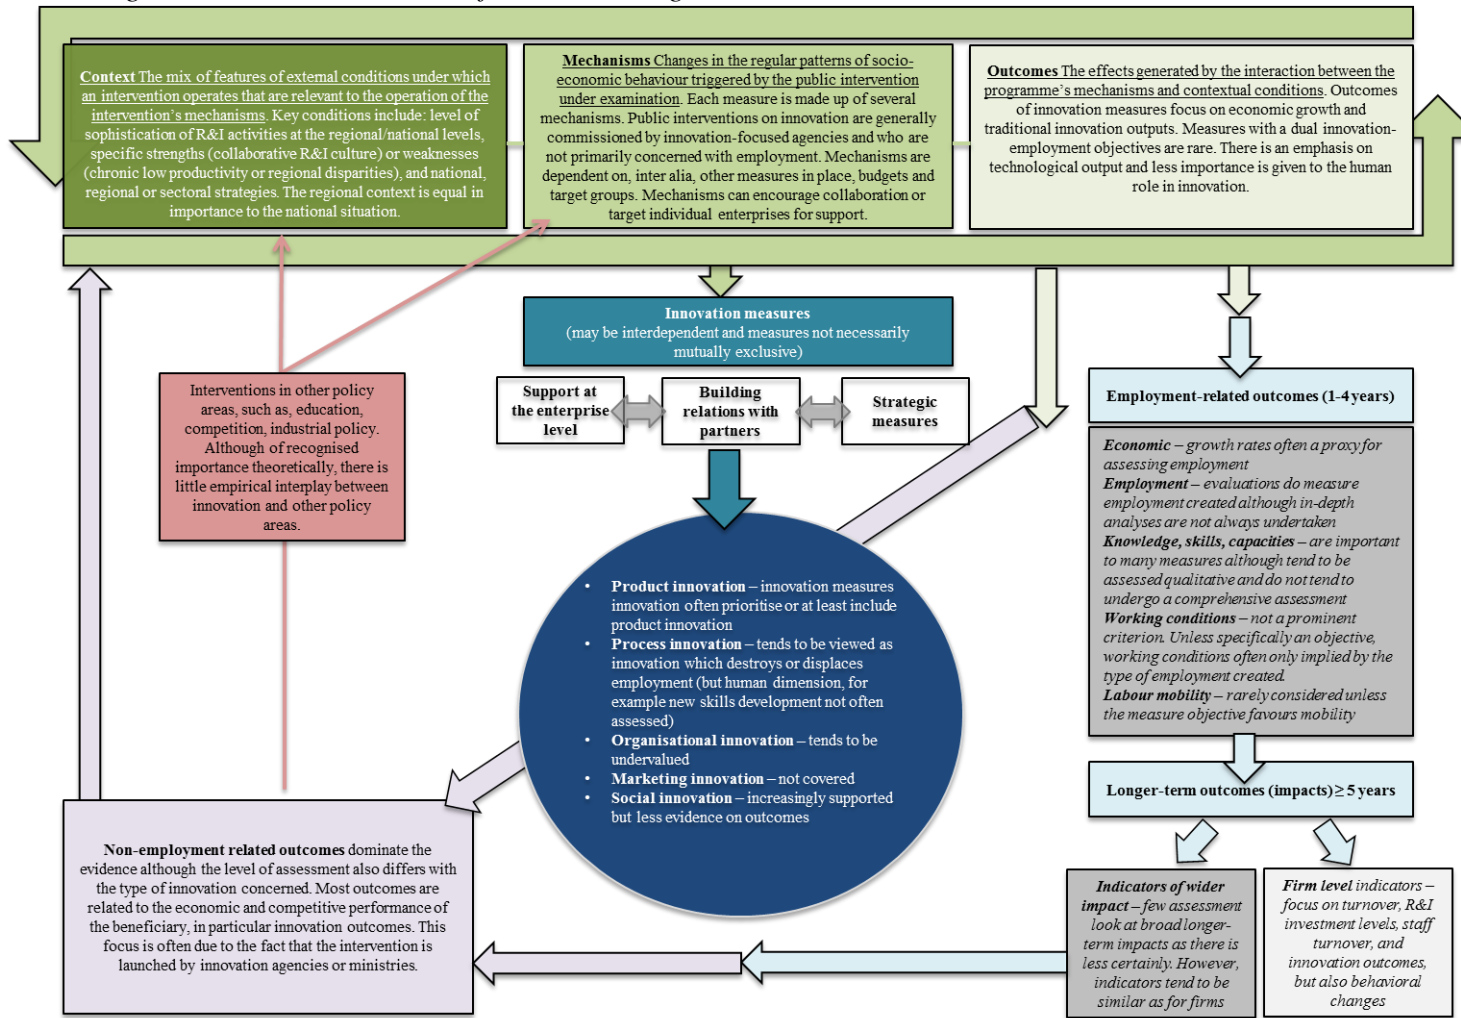 Context The mix of features of external conditions under which
an intervention operates that are relevant to the operation of the
intervention's mechanisms. Key conditions include: level of
sophistication of R&I activities at the regional/national levels,
specific strengths (collaborative R&I culture) or weaknesses
(chronic low productivity or regional disparities), and national,
regional or sectoral strategies. The regional context is equal in
importance to the national situation.
Mechanisms Changes in the regular patterns of socio-
economic behaviour triggered by the public intervention
under examination. Each measure is made up of several
mechanisms. Public interventions on innovation are generally
commissioned by innovation-focused agencies and who are
not primarily concerned with employment. Mechanisms are
dependent on, inter alia, other measures in place, budgets and
target groups. Mechanisms can encourage collaboration or
target individual enterprises for support.
Outcomes The effects generated by the interaction between the
programme's mechanisms and contextual conditions. Outcomes
of innovation measures focus on economic growth and
traditional innovation outputs. Measures with a dual innovation-
employment objectives are rare. There is an emphasis on
technological output and less importance is given to the human
role in innovation.
Innovation measures
(may be interdependent and measures not necessarily
mutually exclusive)
Support at
the enterprise
level
Building
relations with
partners
Strategic
measures
Interventions in other policy
areas, such as, education,
competition, industrial policy.
Although of recognised
importance theoretically, there is
little empirical interplay between
innovation and other policy
areas.
Employment-related outcomes (1-4 years)
Economic – growth rates often a proxy for
assessing employment
Employment – evaluations do measure
employment created although in-depth
analyses are not always undertaken
Knowledge, skills, capacities – are important
to many measures although tend to be
assessed qualitative and do not tend to
undergo a comprehensive assessment
Working conditions – not a prominent
criterion. Unless specifically an objective,
working conditions often only implied by the
type of employment created.
Labour mobility – rarely considered unless
the measure objective favours mobility
• Product innovation – innovation measures
innovation often prioritise or at least include
product innovation
• Process innovation – tends to be viewed as
innovation which destroys or displaces
employment (but human dimension, for
example new skills development not often
assessed)
• Organisational innovation – tends to be
undervalued
• Marketing innovation – not covered
• Social innovation – increasingly supported
but less evidence on outcomes
Longer-term outcomes (impacts) ≥ 5 years
Non-employment related outcomes dominate the
evidence although the level of assessment also differs with
the type of innovation concerned. Most outcomes are
related to the economic and competitive performance of
the beneficiary, in particular innovation outcomes. This
focus is often due to the fact that the intervention is
launched by innovation agencies or ministries.
Indicators of wider
impact – few assessment
look at broad longer-
term impacts as there is
less certainly. However,
indicators tend to be
similar as for firms
Firm level indicators –
focus on turnover, R&I
investment levels, staff
turnover, and
innovation outcomes,
but also behavioral
changes